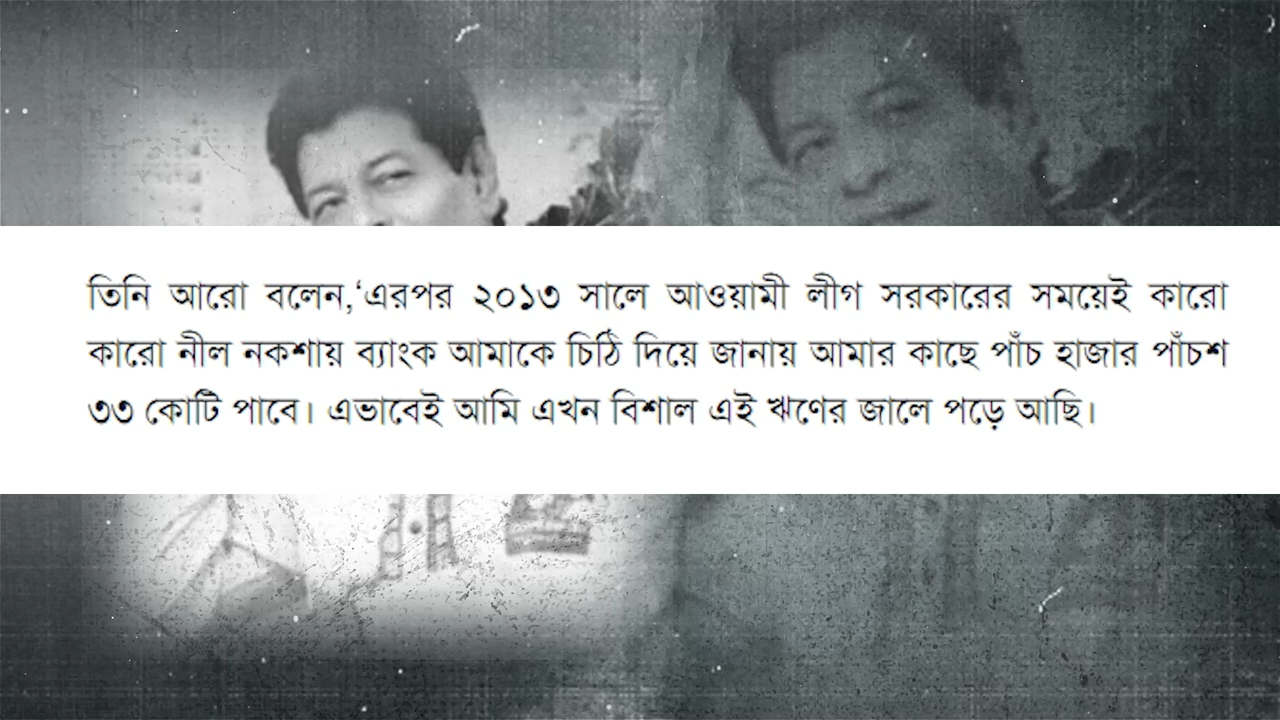 তিনি আরো বলেন,‘এরপর ২০১৩ সালে আওয়ামী লীগ সরকারের সময়েই কারো
কারো নীল নকশায় ব্যাংক আমাকে চিঠি দিয়ে জানায় আমার কাছে পাঁচ হাজার পাঁচশ
৩৩ কোটি পাবে। এভাবেই আমি এখন বিশাল এই ঋণের জালে পড়ে আছি।